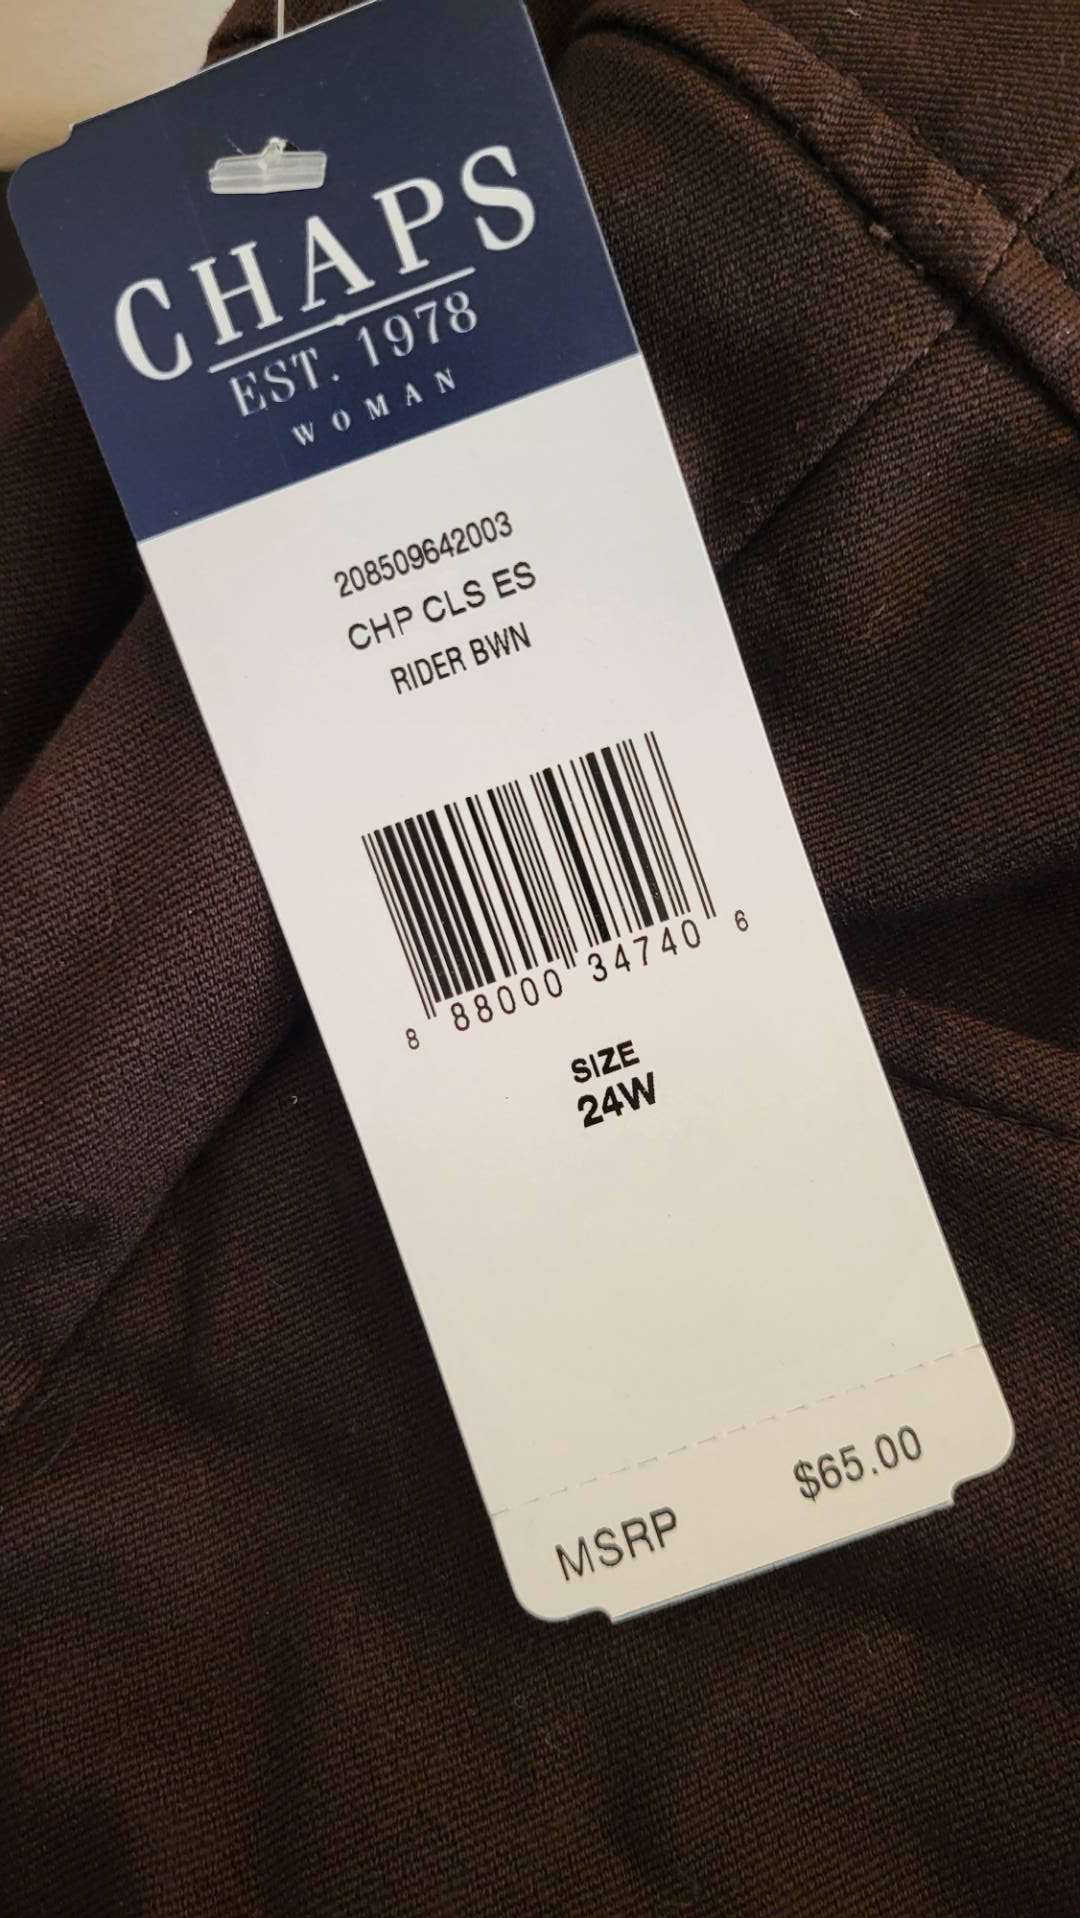 CHAPS
EST. 1978
WOMAN
208509642003
CHP CLS ES
RIDER BWN
8 88000 34740 6
SIZE
24W
MSRP $65.00